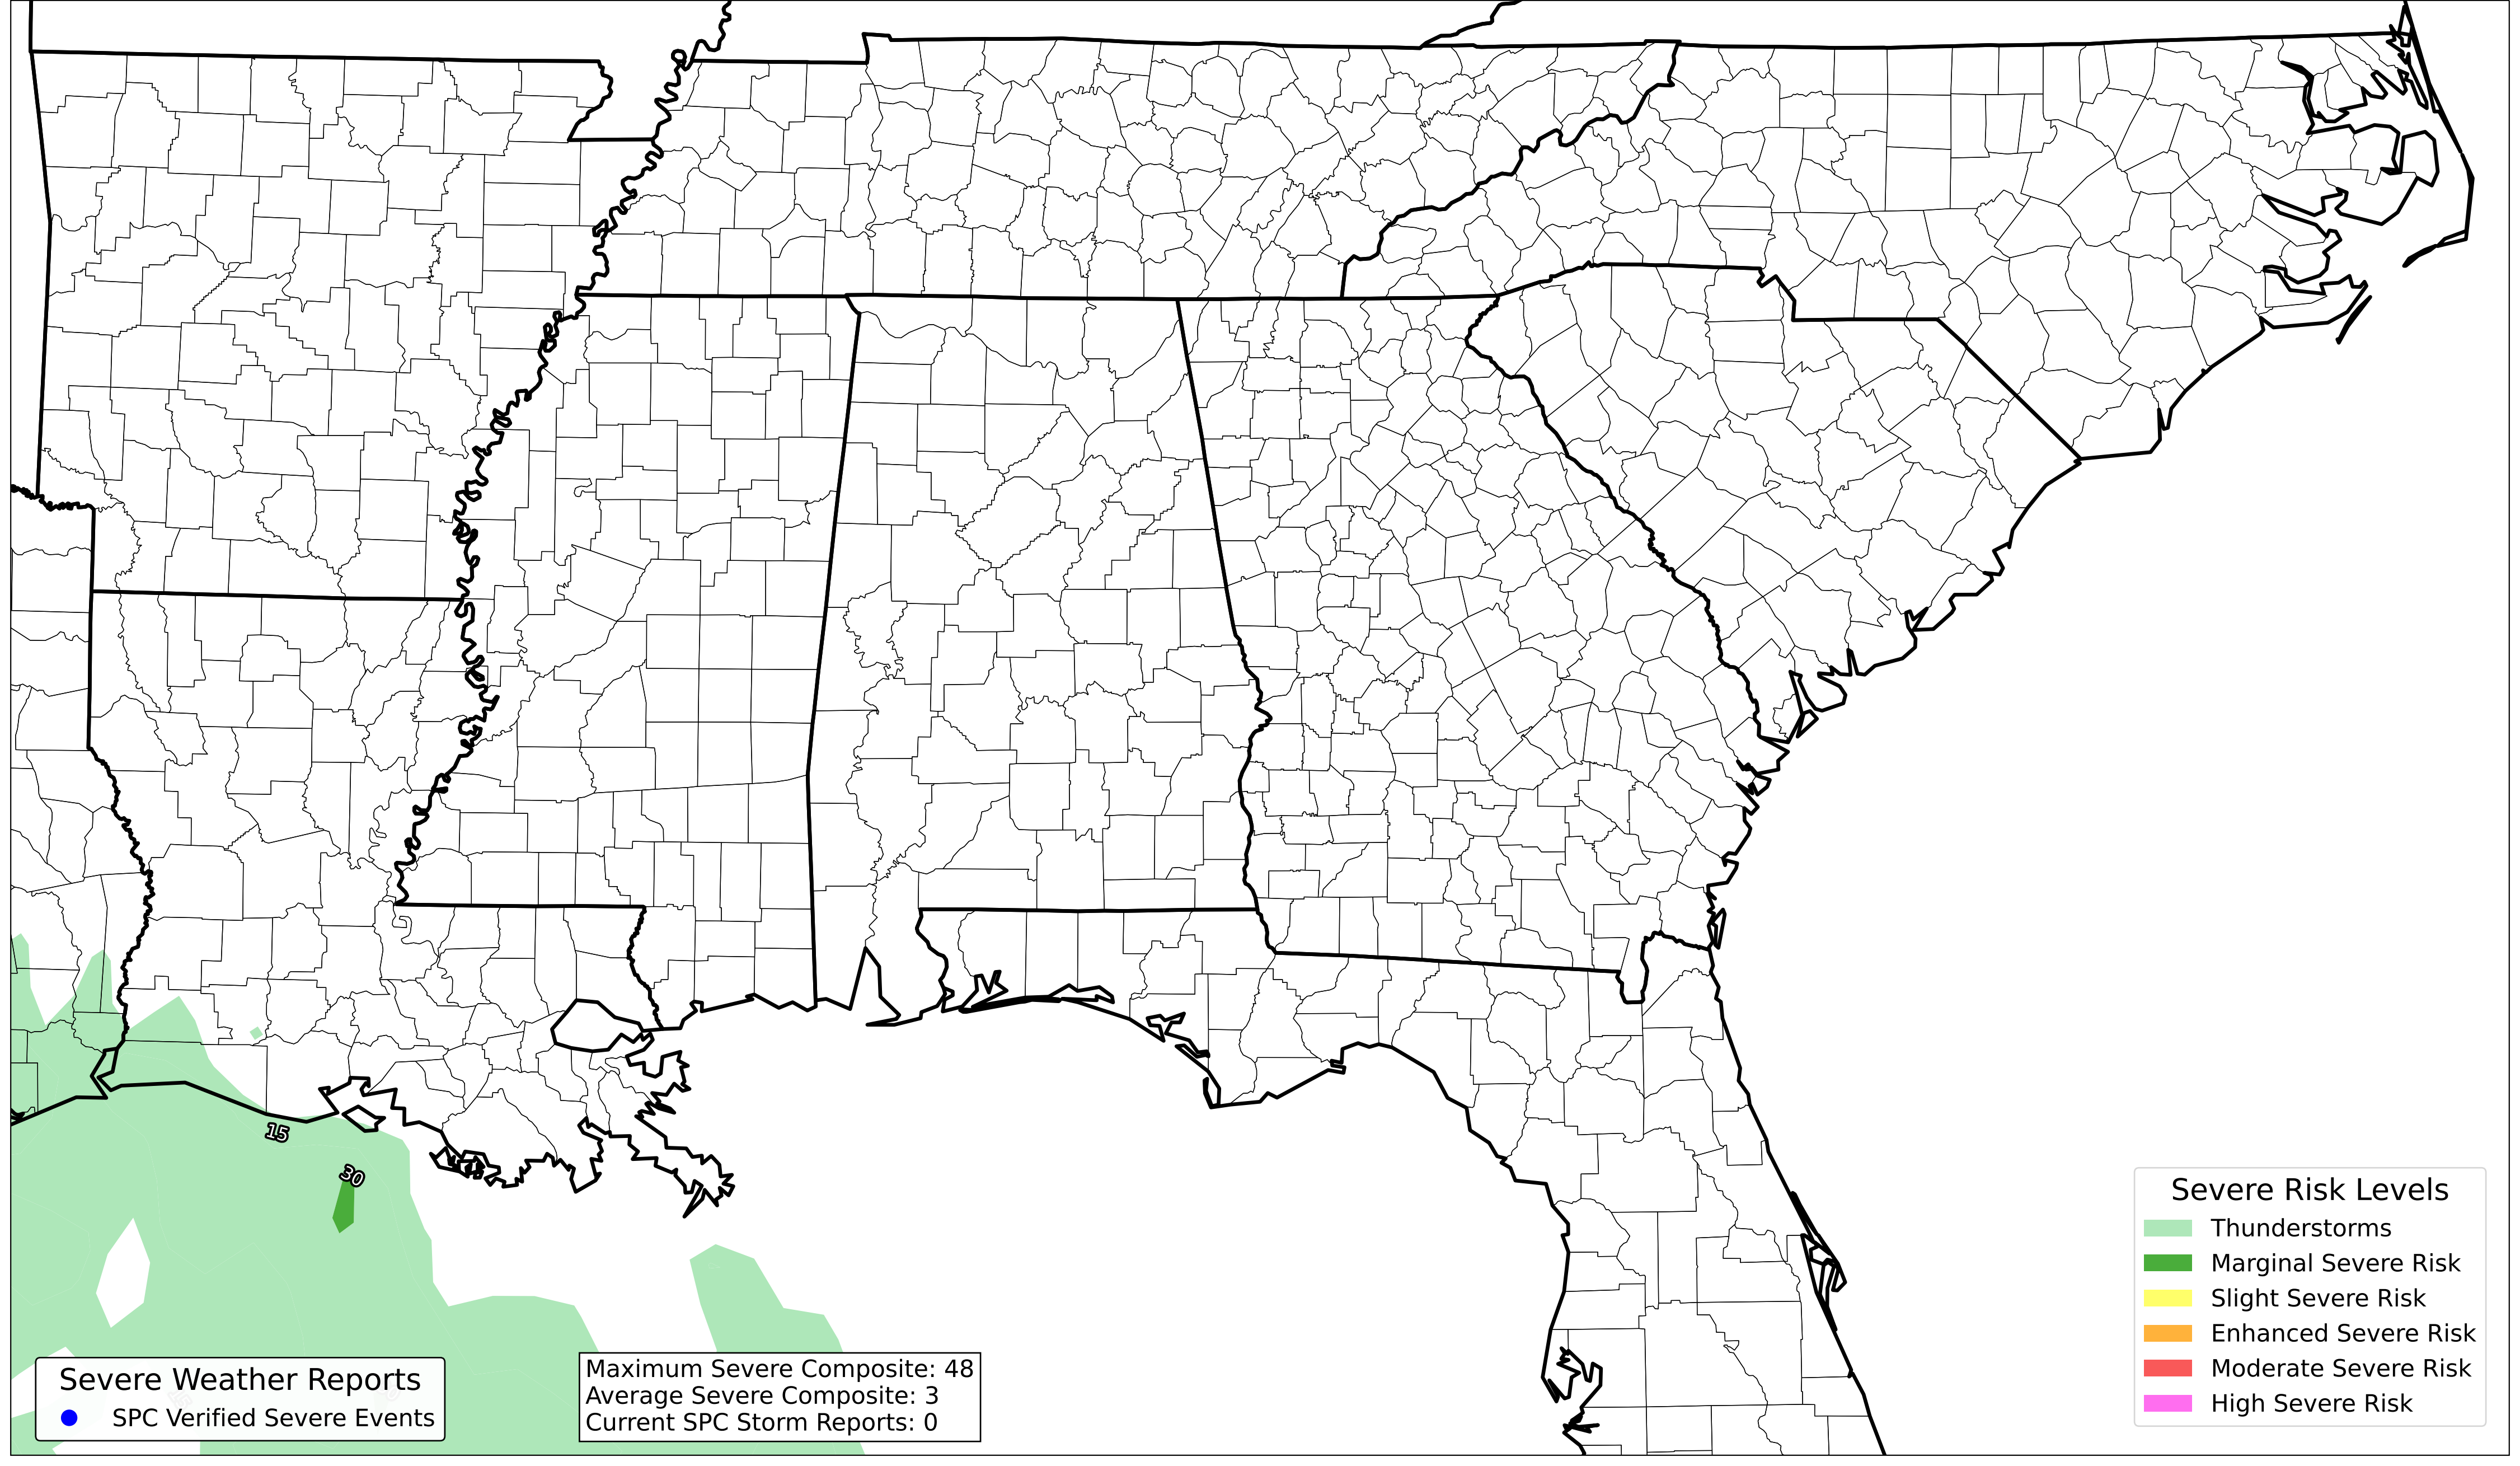 15
30
Severe Risk Levels
Thunderstorms
Marginal Severe Risk
Slight Severe Risk
Enhanced Severe Risk
Moderate Severe Risk
High Severe Risk
Severe Weather Reports
SPC Verified Severe Events
Maximum Severe Composite: 48
Average Severe Composite: 3
Current SPC Storm Reports: 0